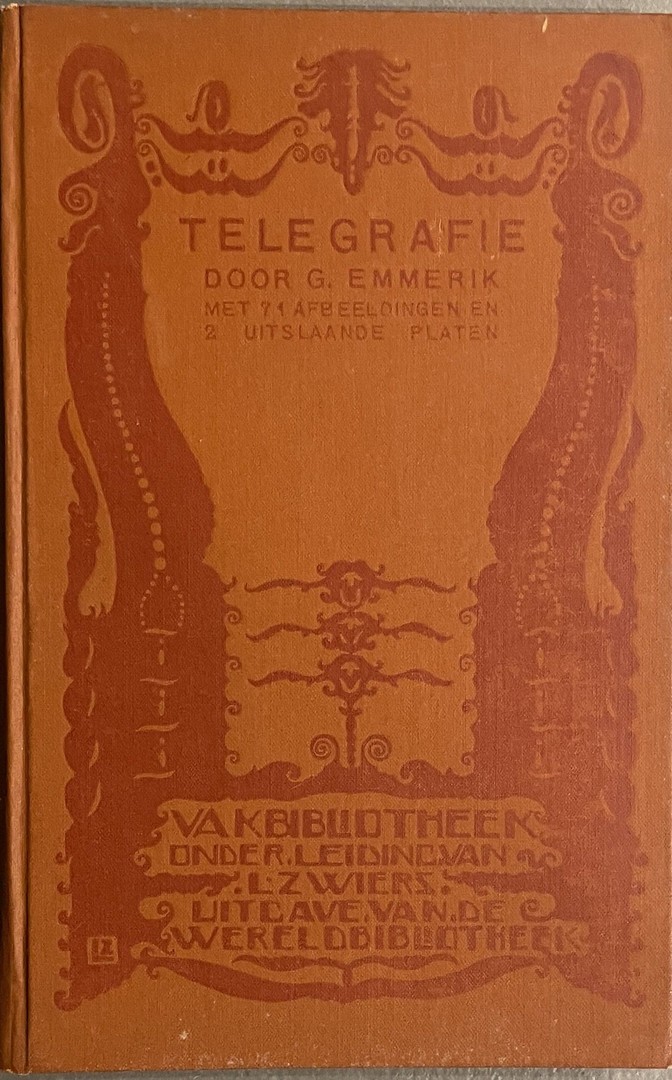 TELEGRAFIE
DOOR G. EMMERIK
MET 71 AFBEELDINGEN EN
2 UITSLAANDE PLATEN
VAKBIBLIOTHEEK
ONDER.LEIDING.VAN
.L.ZWIERS.
UITGAVE.VAN.DE
WERELDBIBLIOTHEEK
LZ